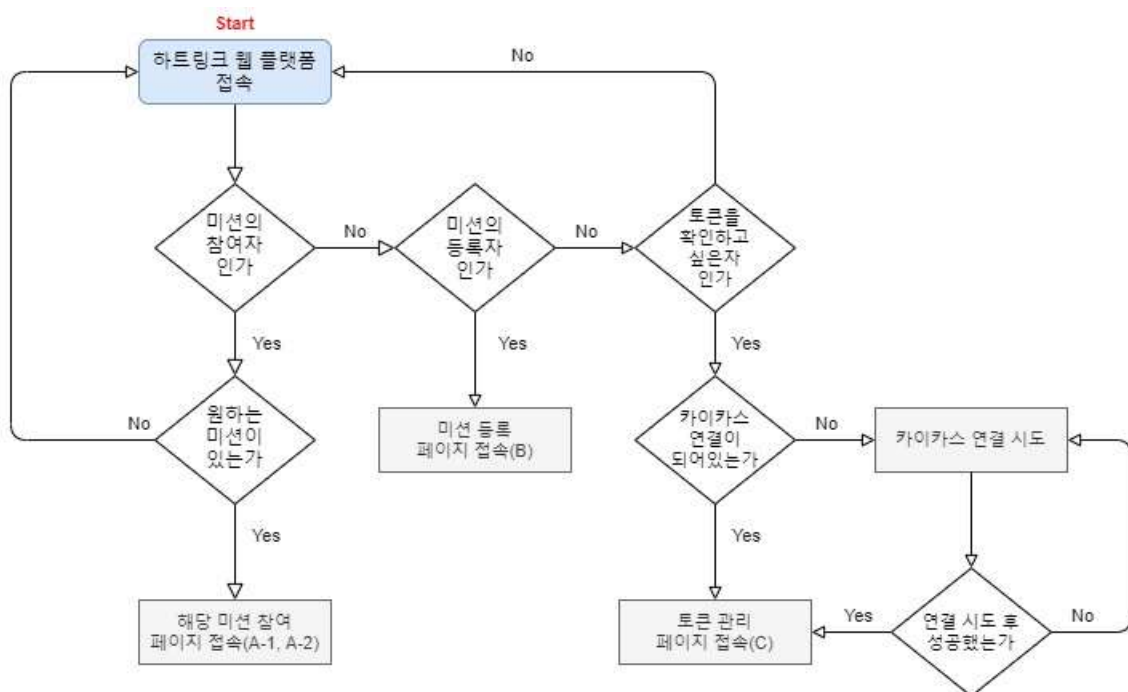 Start
하트링크 웹 플랫폼
접속
No
미션의
참여자
인가
No
미션의
등록자
인가
No
토큰을
확인하고
싶은자
인가
Yes
Yes
Yes
No
원하는
미션이
있는가
미션 등록
페이지 접속(B)
카이카스
연결이
되어있는가
No
카이카스 연결 시도
Yes
Yes
해당 미션 참여
페이지 접속(A-1, A-2)
토큰 관리
페이지 접속(C)
Yes
연결 시도 후
성공했는가
No